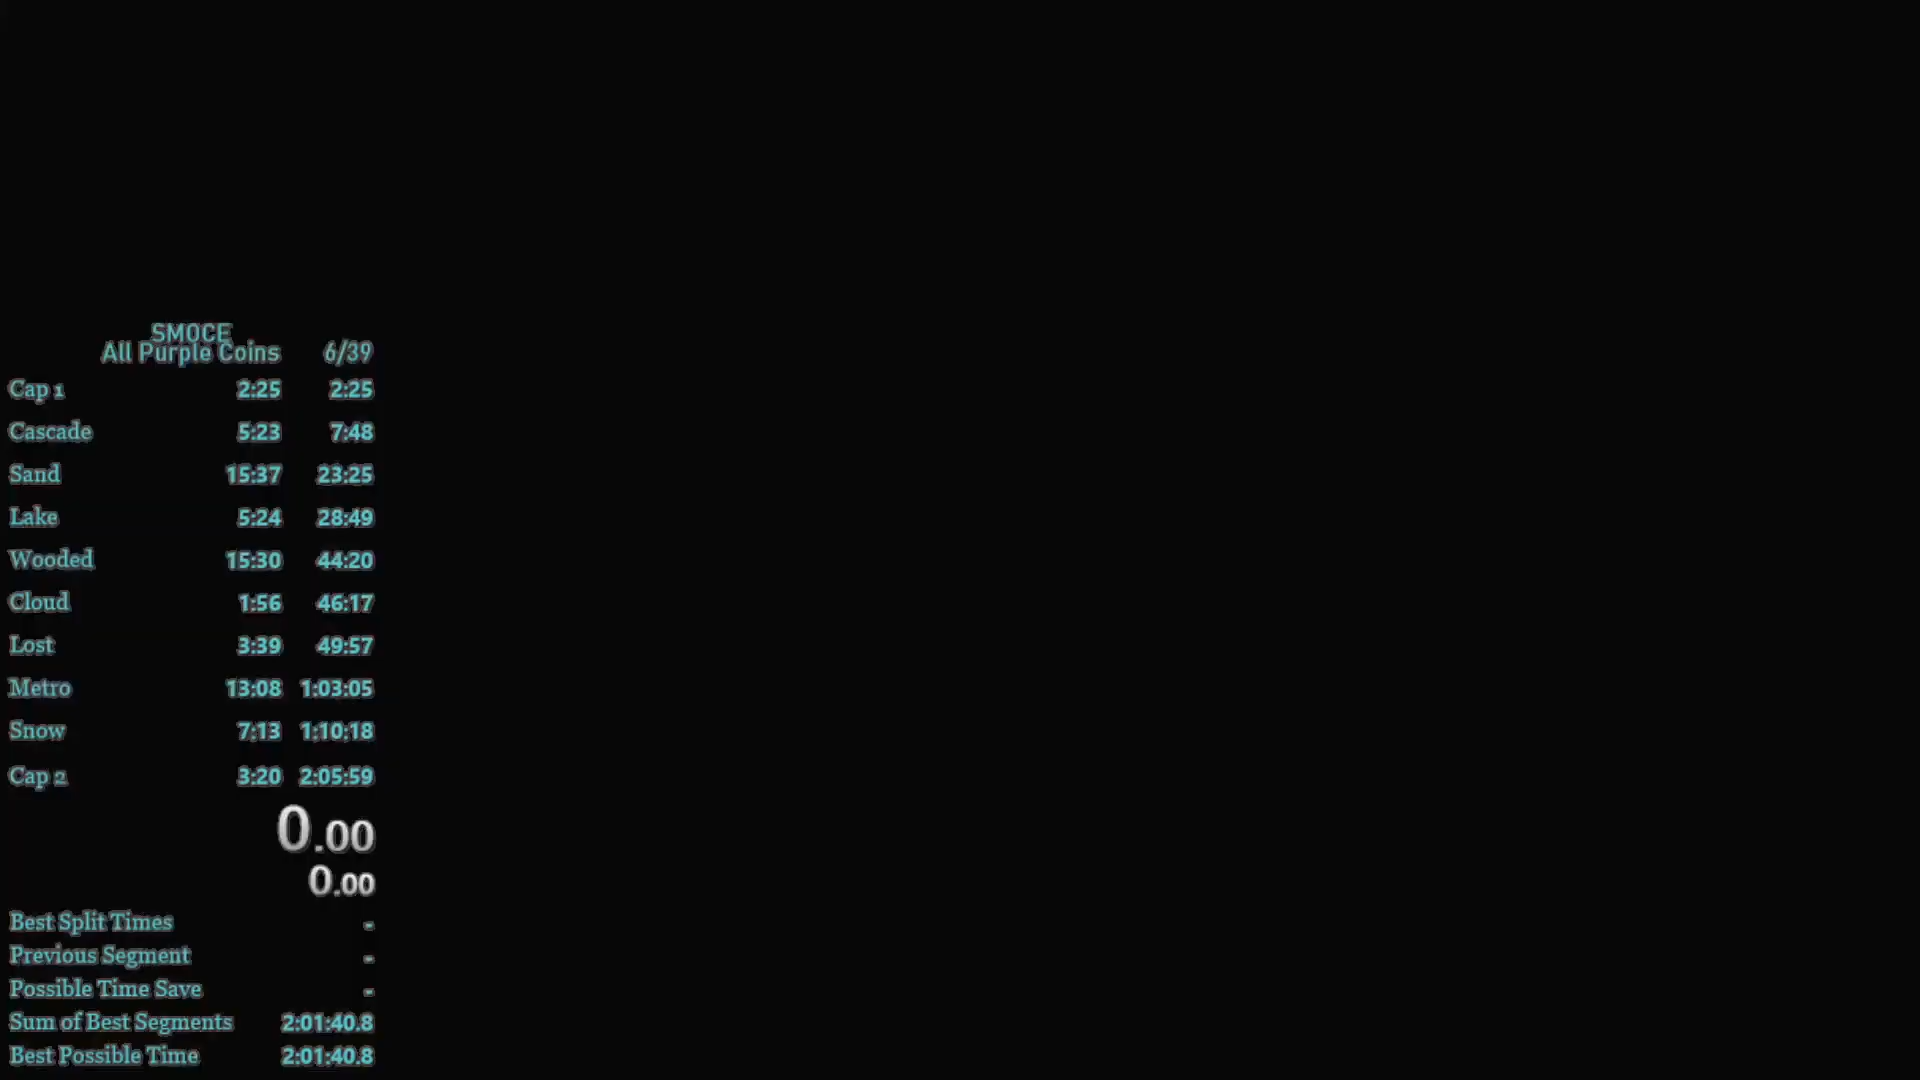 SMOCE
All Purple Coins 6/39
Cap 1 2:25 2:25
Cascade 5:23 7:48
Sand 15:37 23:25
Lake 5:24 28:49
Wooded 15:30 44:20
Cloud 1:56 46:17
Lost 3:39 49:57
Metro 13:08 1:03:05
Snow 7:13 1:10:18
Cap 2 3:20 2:05:59
0.00
0.00
Best Split Times -
Previous Segment -
Possible Time Save -
Sum of Best Segments 2:01:40.8
Best Possible Time 2:01:40.8